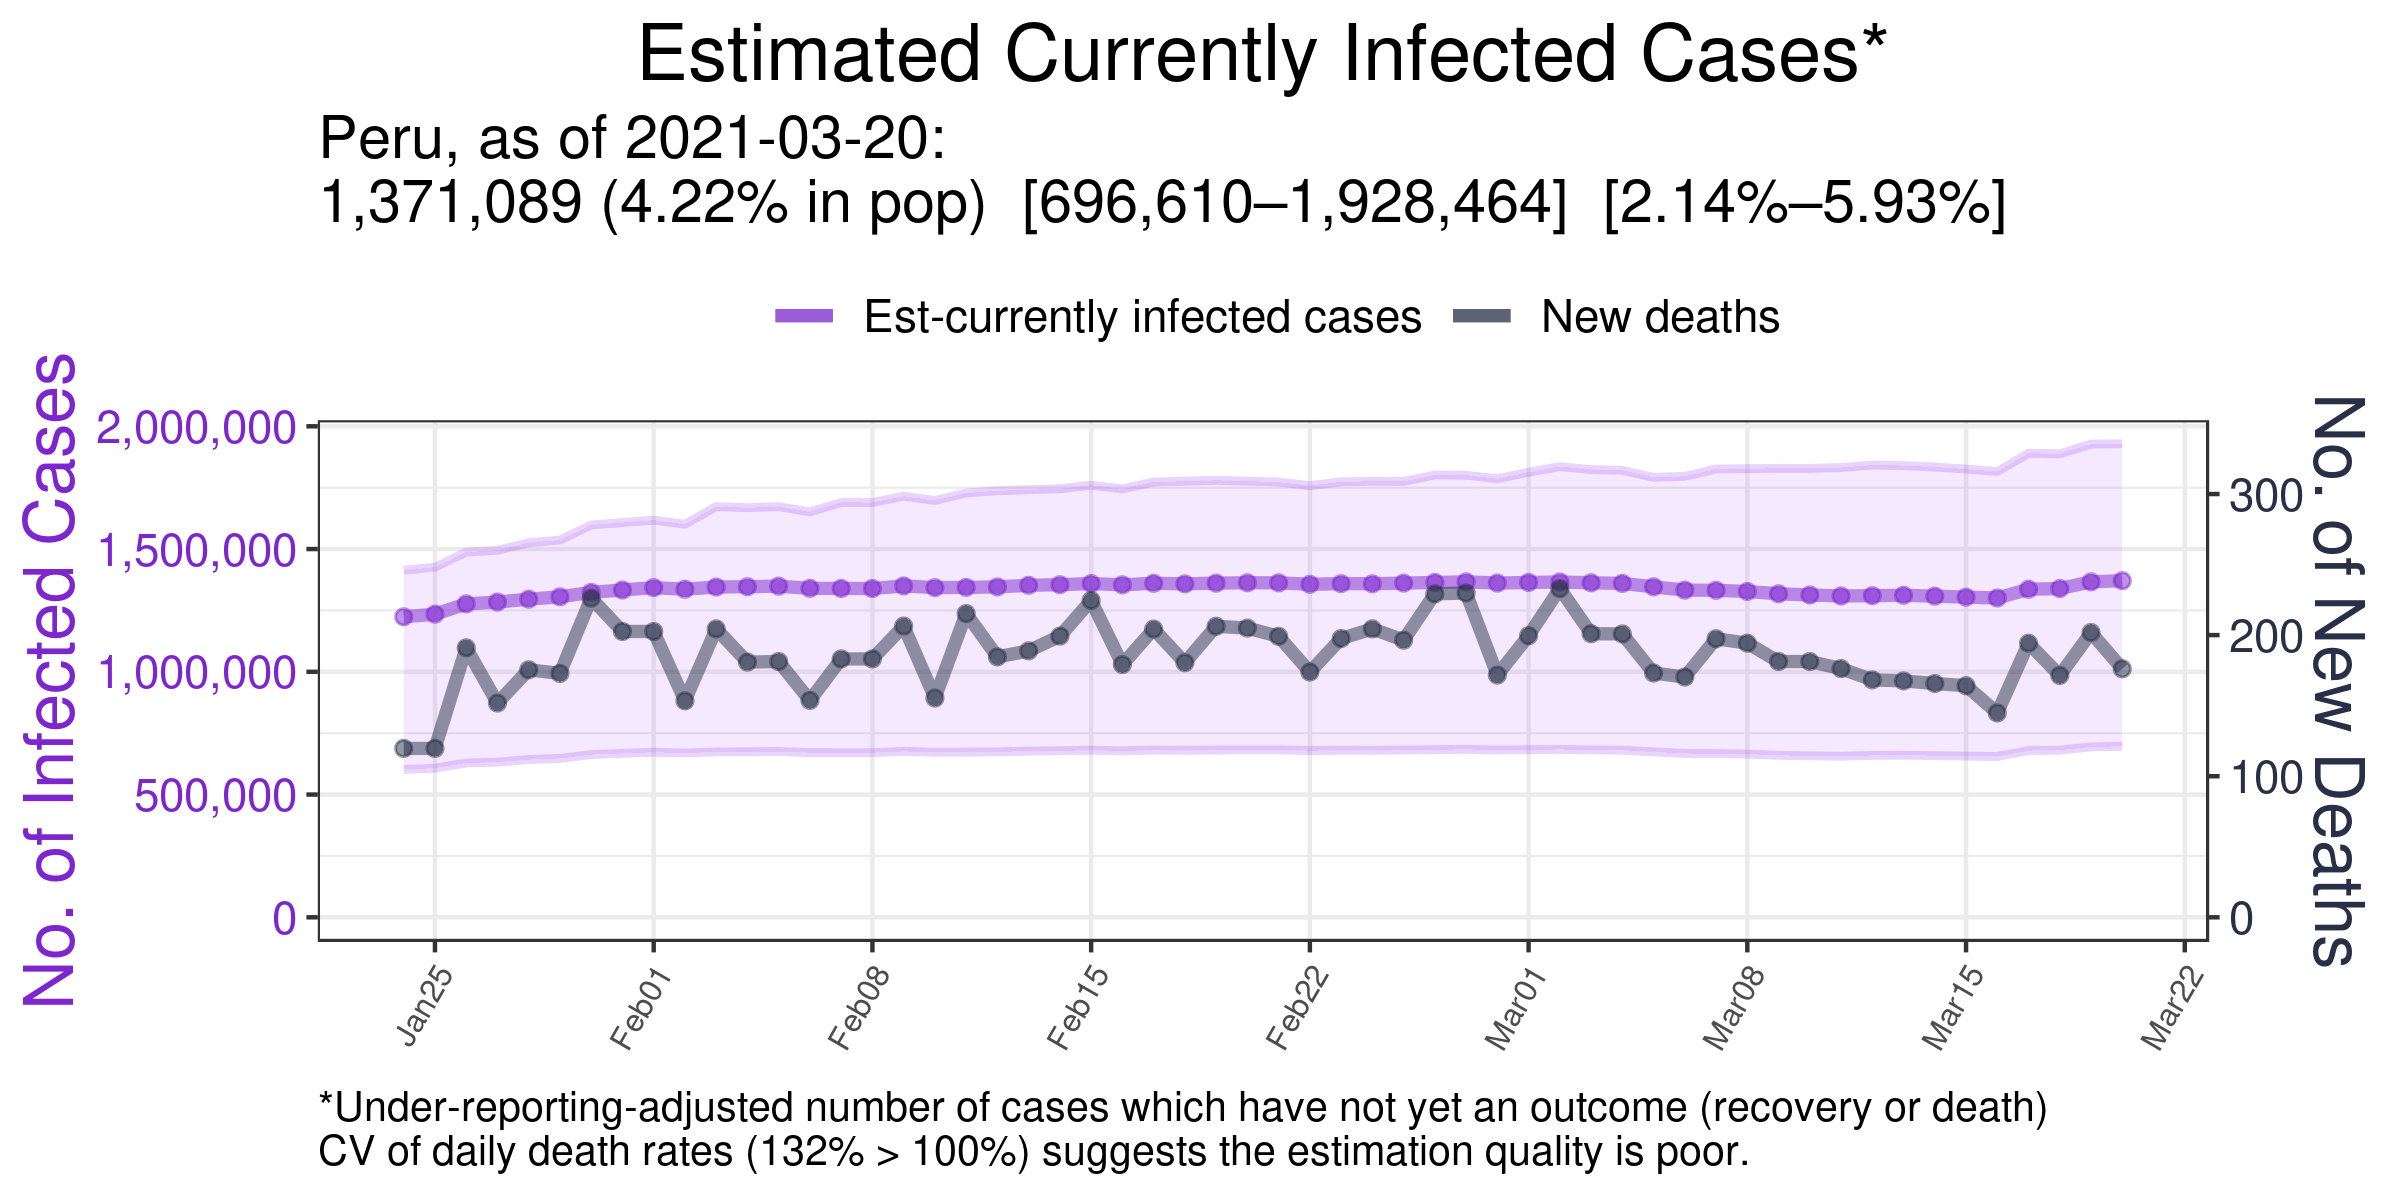 Estimated Currently Infected Cases*
Peru, as of 2021-03-20:
1,371,089 (4.22% in pop)  [696,610–1,928,464]  [2.14%–5.93%]
Est-currently infected cases
New deaths
No. of Infected Cases
2,000,000
1,500,000
1,000,000
500,000
0
No. of New Deaths
300
200
100
0
Jan25
Feb01
Feb08
Feb15
Feb22
Mar01
Mar08
Mar15
Mar22
*Under-reporting-adjusted number of cases which have not yet an outcome (recovery or death)
CV of daily death rates (132% > 100%) suggests the estimation quality is poor.